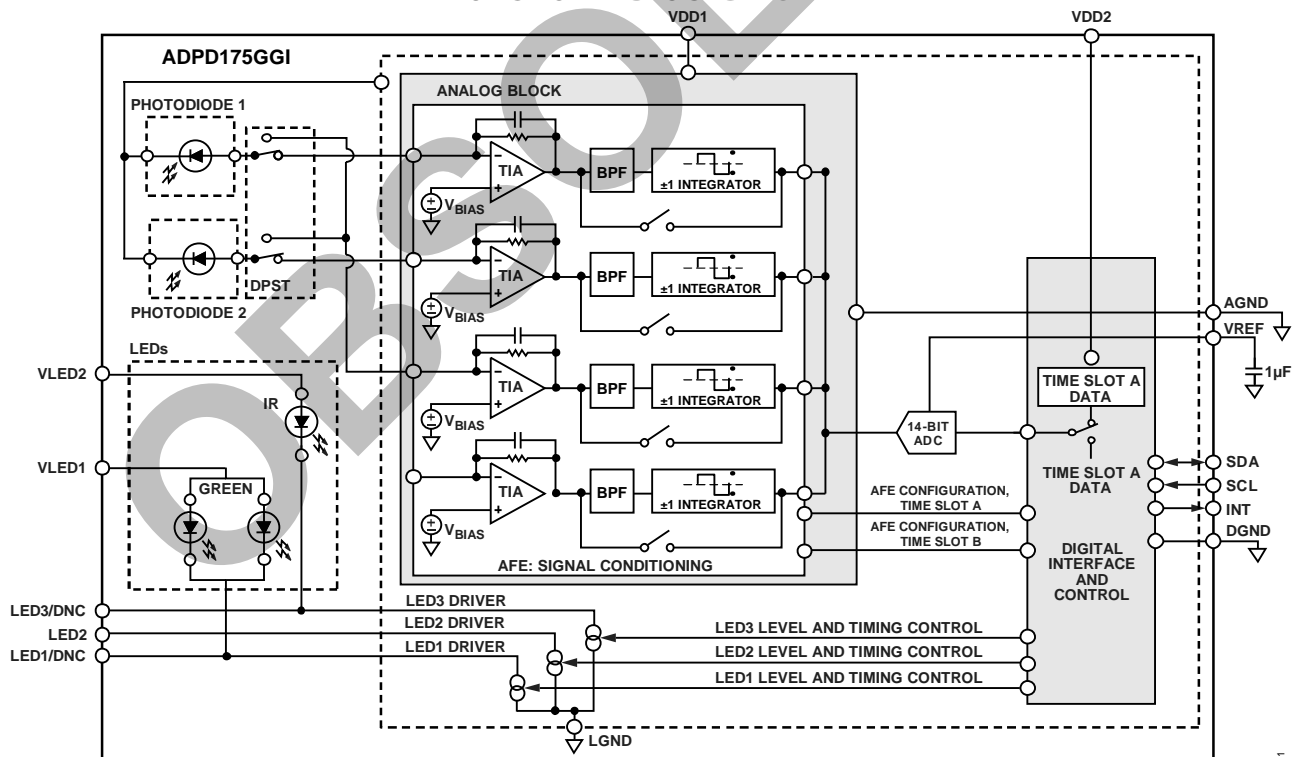 VDD1
VDD2
ADPD175GGI
PHOTODIODE 1
PHOTODIODE 2
DPST
ANALOG BLOCK
TIA
VBIAS
BPF
±1 INTEGRATOR
TIA
VBIAS
BPF
±1 INTEGRATOR
TIA
VBIAS
BPF
±1 INTEGRATOR
TIA
VBIAS
BPF
±1 INTEGRATOR
AFE: SIGNAL CONDITIONING
LEDs
VLED2
IR
VLED1
GREEN
LED3/DNC
LED2
LED1/DNC
LED3 DRIVER
LED2 DRIVER
LED1 DRIVER
LGND
14-BIT
ADC
AFE CONFIGURATION,
TIME SLOT A
AFE CONFIGURATION,
TIME SLOT B
TIME SLOT A
DATA
TIME SLOT A
DATA
DIGITAL
INTERFACE
AND
CONTROL
LED3 LEVEL AND TIMING CONTROL
LED2 LEVEL AND TIMING CONTROL
LED1 LEVEL AND TIMING CONTROL
AGND
VREF
1µF
SDA
SCL
INT
DGND